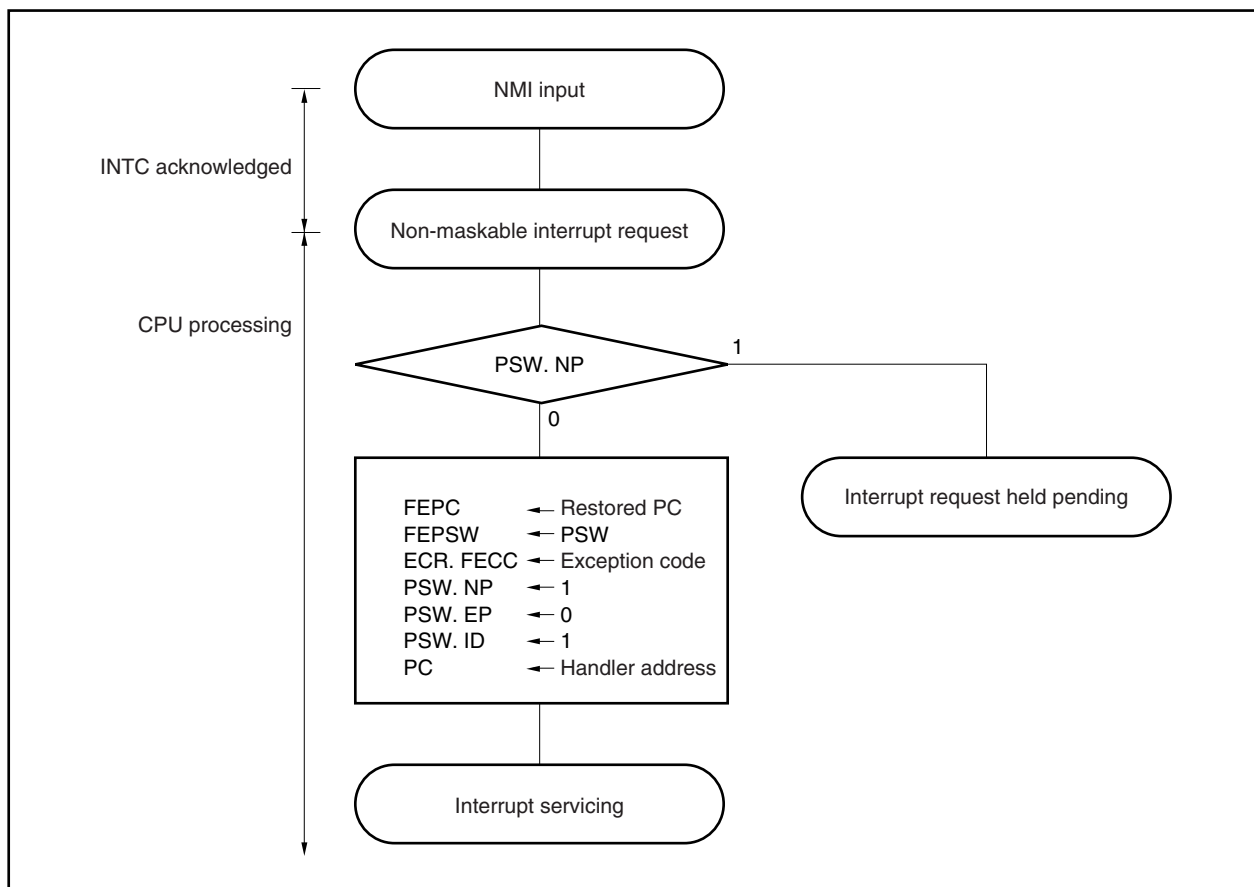 NMI input
INTC acknowledged
Non-maskable interrupt request
CPU processing
PSW. NP
1
0
Interrupt request held pending
FEPC ← Restored PC
FEPSW ← PSW
ECR. FECC ← Exception code
PSW. NP ← 1
PSW. EP ← 0
PSW. ID ← 1
PC ← Handler address
Interrupt servicing